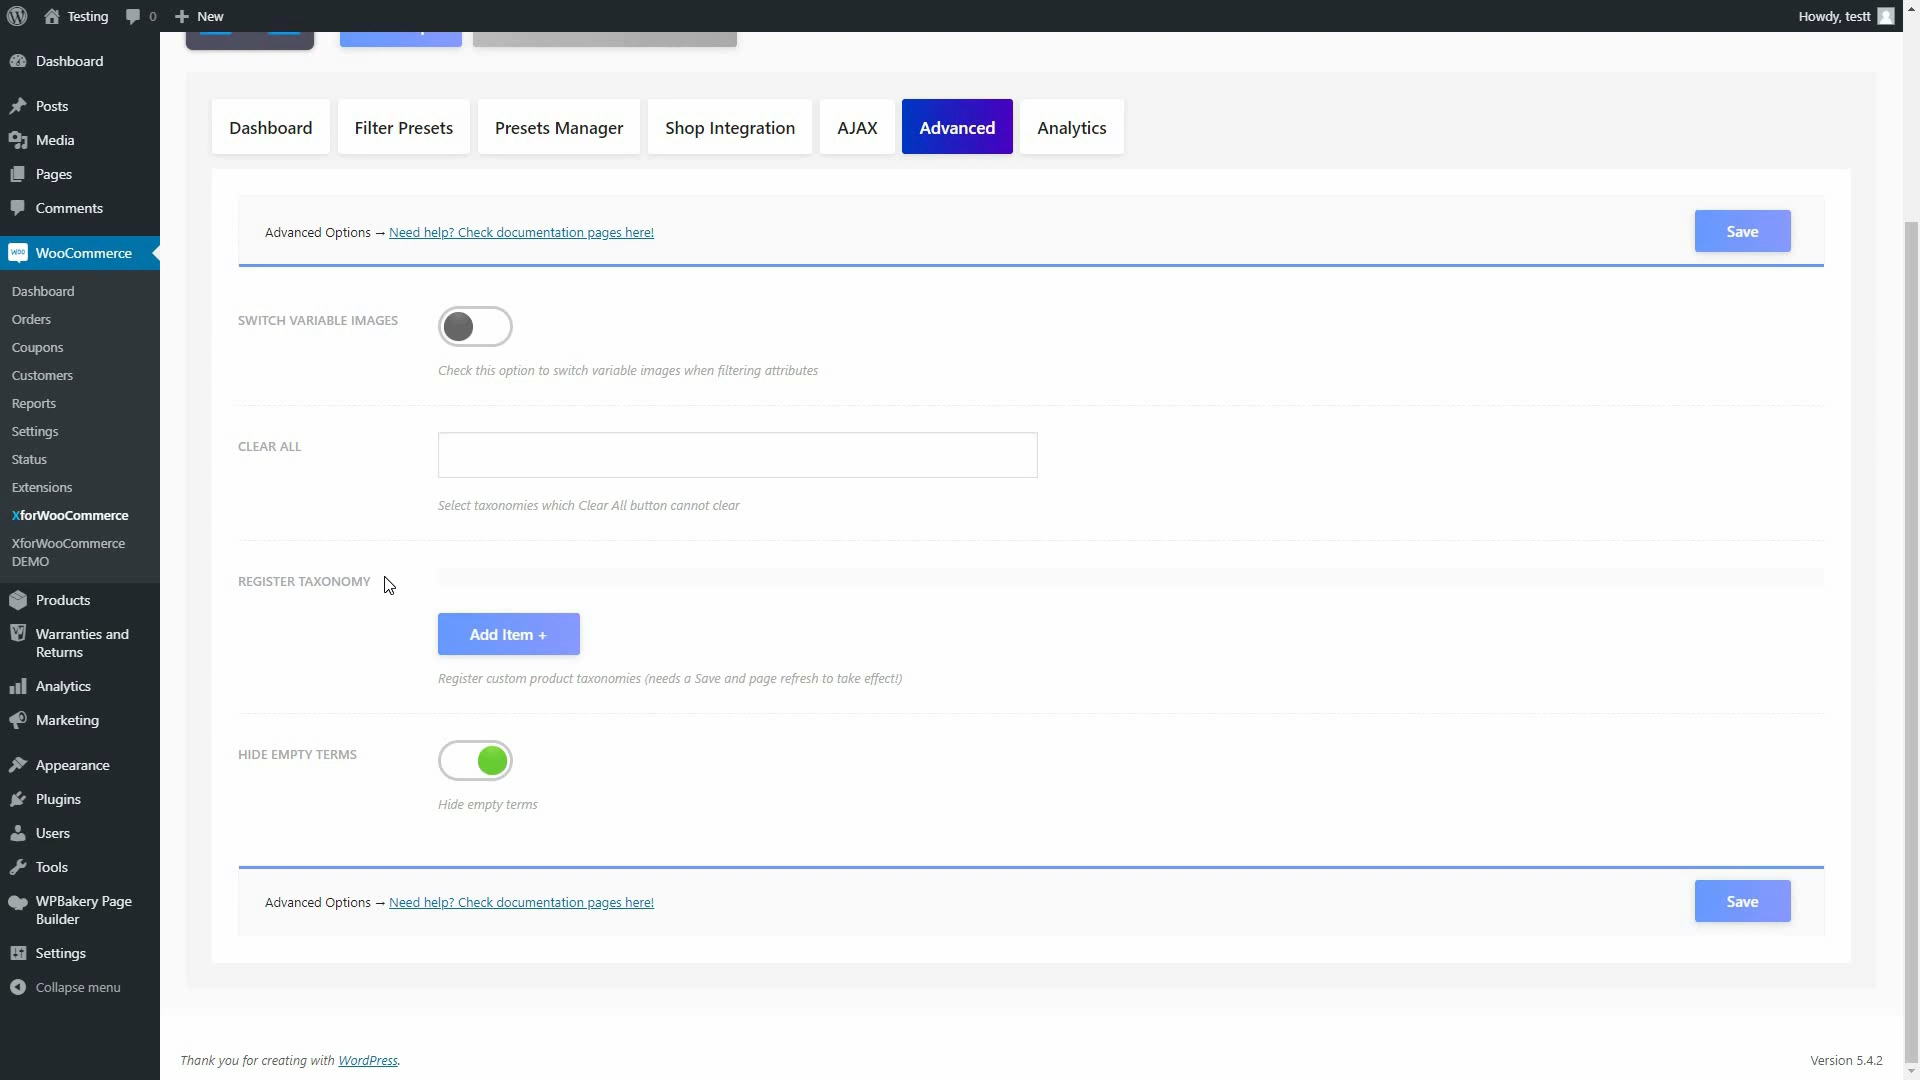 Testing
0
New
Howdy, testt
Dashboard
Posts
Media
Pages
Comments
WooCommerce
Dashboard
Orders
Coupons
Customers
Reports
Settings
Status
Extensions
XforWooCommerce
XforWooCommerce
DEMO
Products
Warranties and
Returns
Analytics
Marketing
Appearance
Plugins
Users
Tools
WPBakery Page
Builder
Settings
Collapse menu
Dashboard
Filter Presets
Presets Manager
Shop Integration
AJAX
Advanced
Analytics
Advanced Options → Need help? Check documentation pages here!
Save
SWITCH VARIABLE IMAGES
Check this option to switch variable images when filtering attributes
CLEAR ALL
Select taxonomies which Clear All button cannot clear
REGISTER TAXONOMY
Add Item +
Register custom product taxonomies (needs a Save and page refresh to take effect!)
HIDE EMPTY TERMS
Hide empty terms
Advanced Options → Need help? Check documentation pages here!
Save
Thank you for creating with WordPress.
Version 5.4.2